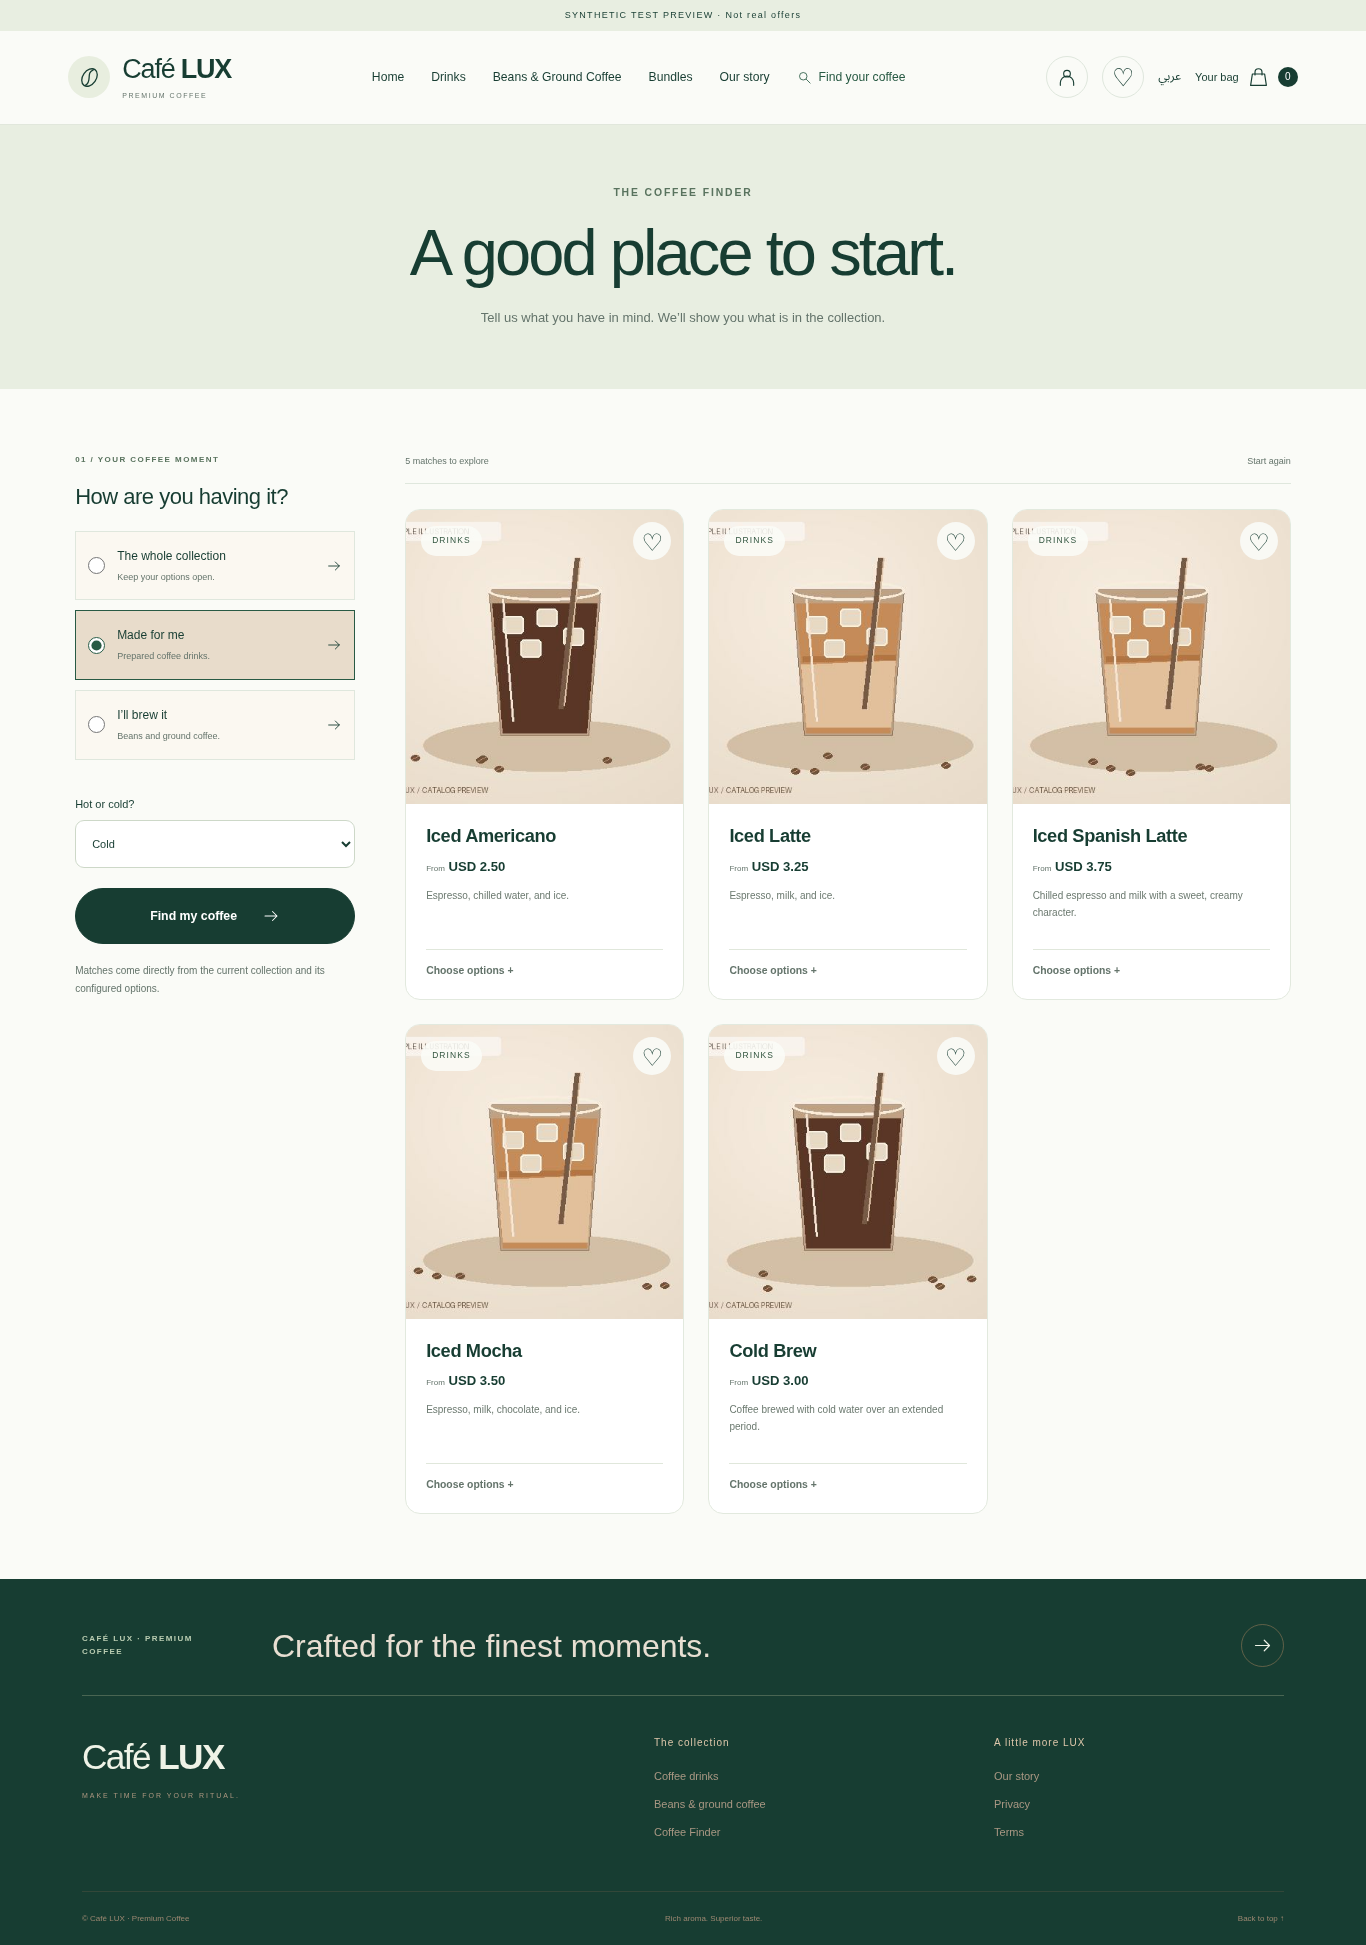 SYNTHETIC TEST PREVIEW · Not real offers
Café LUX
PREMIUM COFFEE
Home
Drinks
Beans & Ground Coffee
Bundles
Our story
Find your coffee
عربي
Your bag
0
THE COFFEE FINDER
A good place to start.
Tell us what you have in mind. We'll show you what is in the collection.
01 / YOUR COFFEE MOMENT
How are you having it?
The whole collection
Keep your options open.
Made for me
Prepared coffee drinks.
I'll brew it
Beans and ground coffee.
Hot or cold?
Cold
Find my coffee
Matches come directly from the current collection and its
configured options.
5 matches to explore
Start again
DRINKS
UX / CATALOG PREVIEW
Iced Americano
From USD 2.50
Espresso, chilled water, and ice.
Choose options +
DRINKS
UX / CATALOG PREVIEW
Iced Latte
From USD 3.25
Espresso, milk, and ice.
Choose options +
DRINKS
UX / CATALOG PREVIEW
Iced Spanish Latte
From USD 3.75
Chilled espresso and milk with a sweet, creamy
character.
Choose options +
DRINKS
UX / CATALOG PREVIEW
Iced Mocha
From USD 3.50
Espresso, milk, chocolate, and ice.
Choose options +
DRINKS
UX / CATALOG PREVIEW
Cold Brew
From USD 3.00
Coffee brewed with cold water over an extended
period.
Choose options +
CAFÉ LUX · PREMIUM
COFFEE
Crafted for the finest moments.
Café LUX
MAKE TIME FOR YOUR RITUAL.
The collection
Coffee drinks
Beans & ground coffee
Coffee Finder
A little more LUX
Our story
Privacy
Terms
© Café LUX · Premium Coffee
Rich aroma. Superior taste.
Back to top ↑